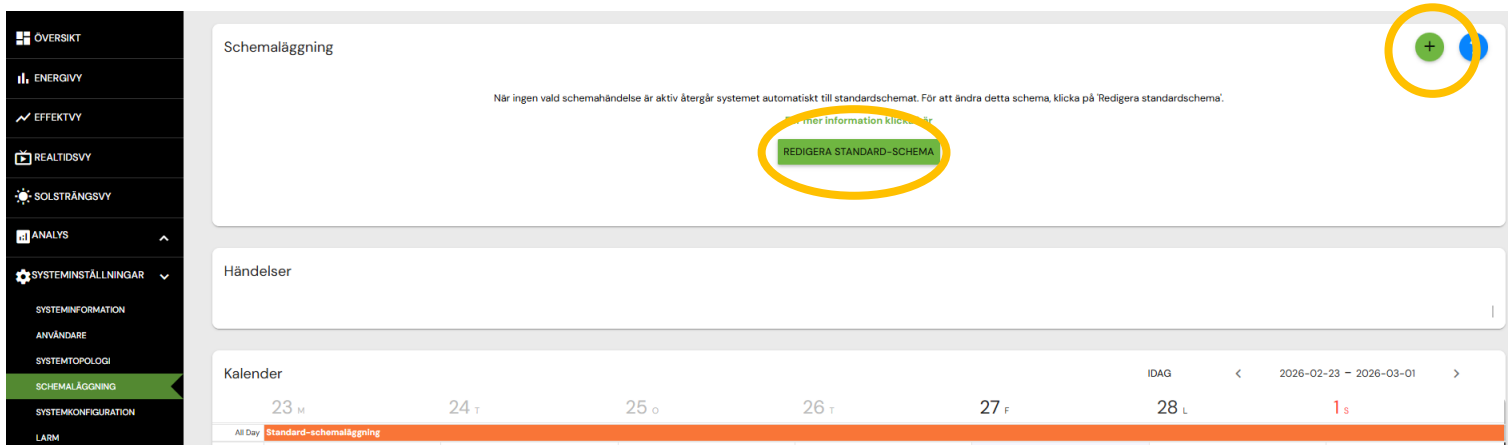 ÖVERSIKT
ENERGIVY
EFFEKTVY
REALTIDSVY
SOLSTRÄNGSVY
ANALYS
SYSTEMINSTÄLLNINGAR
SYSTEMINFORMATION
ANVÄNDARE
SYSTEMTOPOLOGI
SCHEMALÄGGNING
SYSTEMKONFIGURATION
LARM
Schemaläggning
+
När ingen vald schemahändelse är aktiv återgår systemet automatiskt till standardschemat. För att ändra detta schema, klicka på 'Redigera standardschema'.
mer information klicka
REDIGERA STANDARD-SCHEMA
Händelser
Kalender
IDAG < 2026-02-23 – 2026-03-01 >
23 M 24 T 25 O 26 T 27 F 28 L 1 S
All Day Standard-schemaläggning